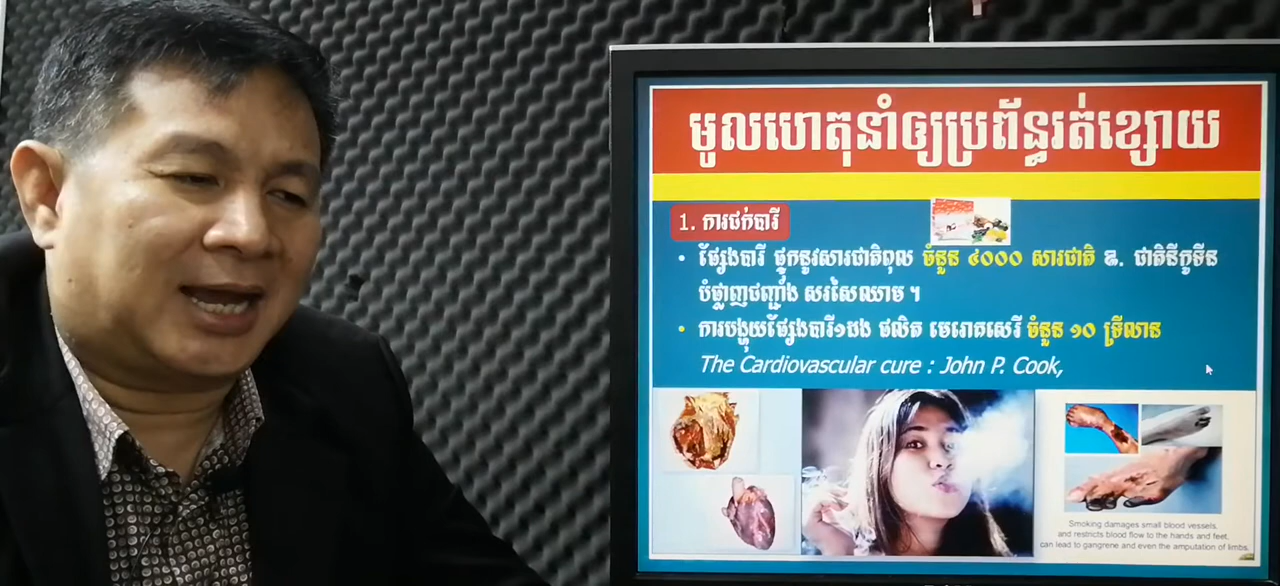 មូលហេតុនាំឲ្យប្រព័ន្ធរត់ខ្សោយ
1. ការជក់បារី
• ផ្សែងបារី ផ្ទុកនូវសារជាតិពុល ចំនួន ៤០០០ សារជាតិ ឩ. ជាតិនីកូទីន
បំផ្លាញជញ្ជាំង សរសៃឈាម ។
• ការបង្ហុយផ្សែងបារី១ដង ផលិត មេរោគសេរី ចំនួន ១០ ទ្រីលាន
The Cardiovascular cure : John P. Cook,
Smoking damages small blood vessels,
and restricts blood flow to the hands and feet,
can lead to gangrene and even the amputation of limbs.